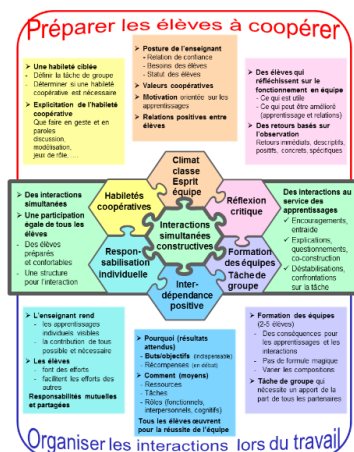 Préparer les élèves à coopérer
➢ Une habileté ciblée
- Définir la tâche de groupe
- Déterminer si une habileté
coopérative est nécessaire
➢ Explicitation de l'habileté
coopérative
Que faire en geste et en
paroles
discussion,
modélisation,
jeux de rôle, ...
➢ Posture de l'enseignant
- Relation de confiance
- Besoins des élèves
- Statut des élèves
➢ Valeurs coopératives
➢ Motivation orientée sur les
apprentissages
➢ Relations positives entre
élèves
➢ Des élèves qui
réfléchissent sur le
fonctionnement en équipe
- Ce qui est utile
- Ce qui peut être amélioré
(apprentissage et relations)
➢ Des retours basés sur
l'observation
Retours immédiats, descriptifs,
positifs, concrets, spécifiques
➢ Des interactions
simultanées
➢ Une participation
égale de tous les
élèves
- Des élèves
préparés et
confortables
- Une structure
pour l'interaction
Climat
classe
Esprit
équipe
Habiletés
coopératives
Réflexion
critique
Interactions
simultanées
constructives
Respon-
sabilisation
individuelle
Formation
des équipes
Tâche de
groupe
Inter-
dépendance
positive
Des interactions au
service des
apprentissages
✓ Encouragements,
entraide
✓ Explications,
questionnements,
co-construction
✓ Déstabilisations,
confrontations
sur la tâche
➢ L'enseignant rend
- les apprentissages
individuels visibles
- la contribution de tous
possible et nécessaire
➢ Les élèves
- font des efforts
- facilitent les efforts des
autres
Responsabilités mutuelle
et partagées
➢ Pourquoi (résultats
attendus)
- Buts/objectifs (indispensable)
- Récompenses (en début)
➢ Comment (moyens)
- Ressources
- Tâches
- Rôles (fonctionnels,
interpersonnels, cognitifs)
Tous les élèves œuvrent
pour la réussite de l'équipe
➢ Formation des équipes
(2-5 élèves)
- Des conséquences pour
les apprentissages et les
interactions
- Pas de formule magique
- Varier les compositions
➢ Tâche de groupe qui
nécessite un apport de la
part de tous les partenaires
Organiser les interactions lors du travail